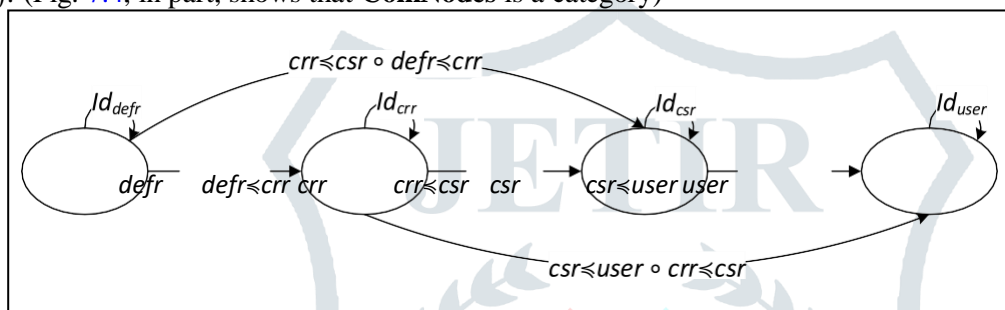 ). (Fig. 7.4, in part, shows that ComNodes is a category)
crr≼csr ∘ defr≼crr
Id_defr Id_crr Id_csr Id_user
defr defr≼crr crr crr≼csr csr csr≼user user
JETIR
csr≼user ∘ crr≼csr